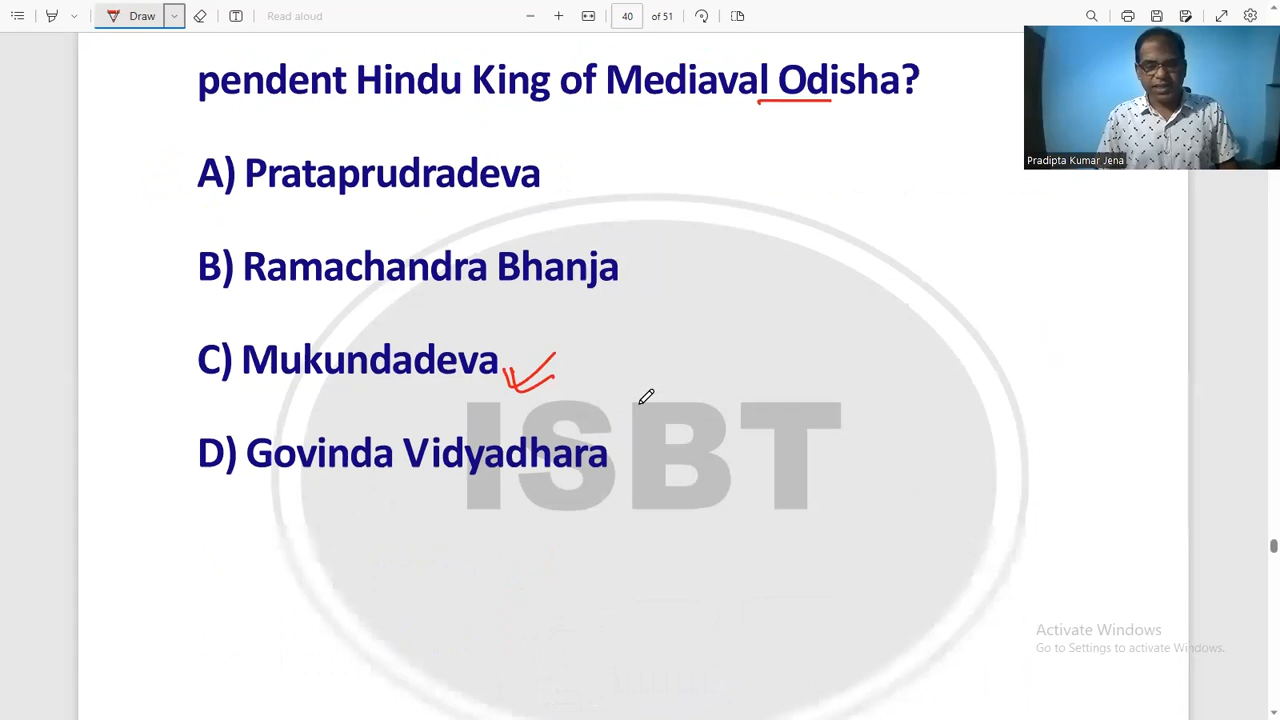 Draw
Read aloud
40
of 51
pendent Hindu King of Mediaval Odisha?
A) Prataprudradeva
B) Ramachandra Bhanja
C) Mukundadeva
D) Govinda Vidyadhara
ISBT
Pradipta Kumar Jena
Activate Windows
Go to Settings to activate Windows.